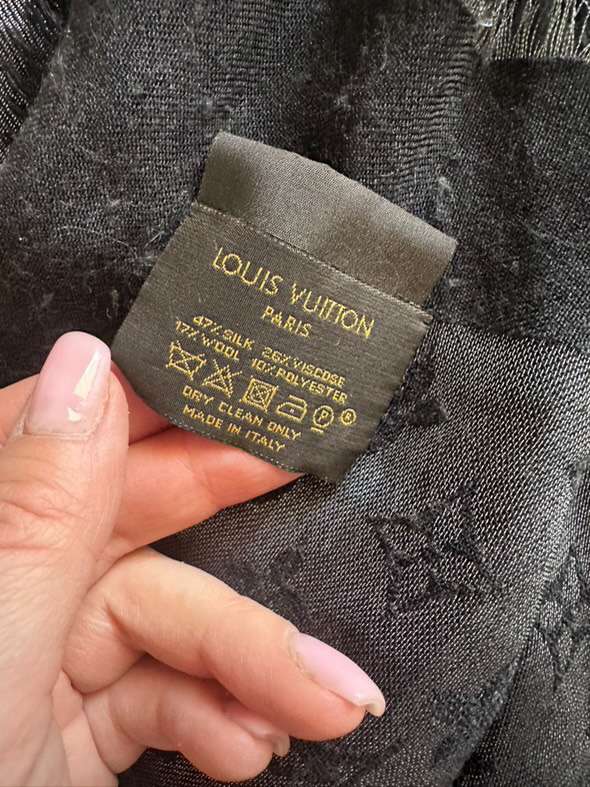 LOUIS VUITTON
PARIS
47% SILK 26% VISCOSE
17% WOOL 10% POLYESTER
P ®
DRY CLEAN ONLY
MADE IN ITALY